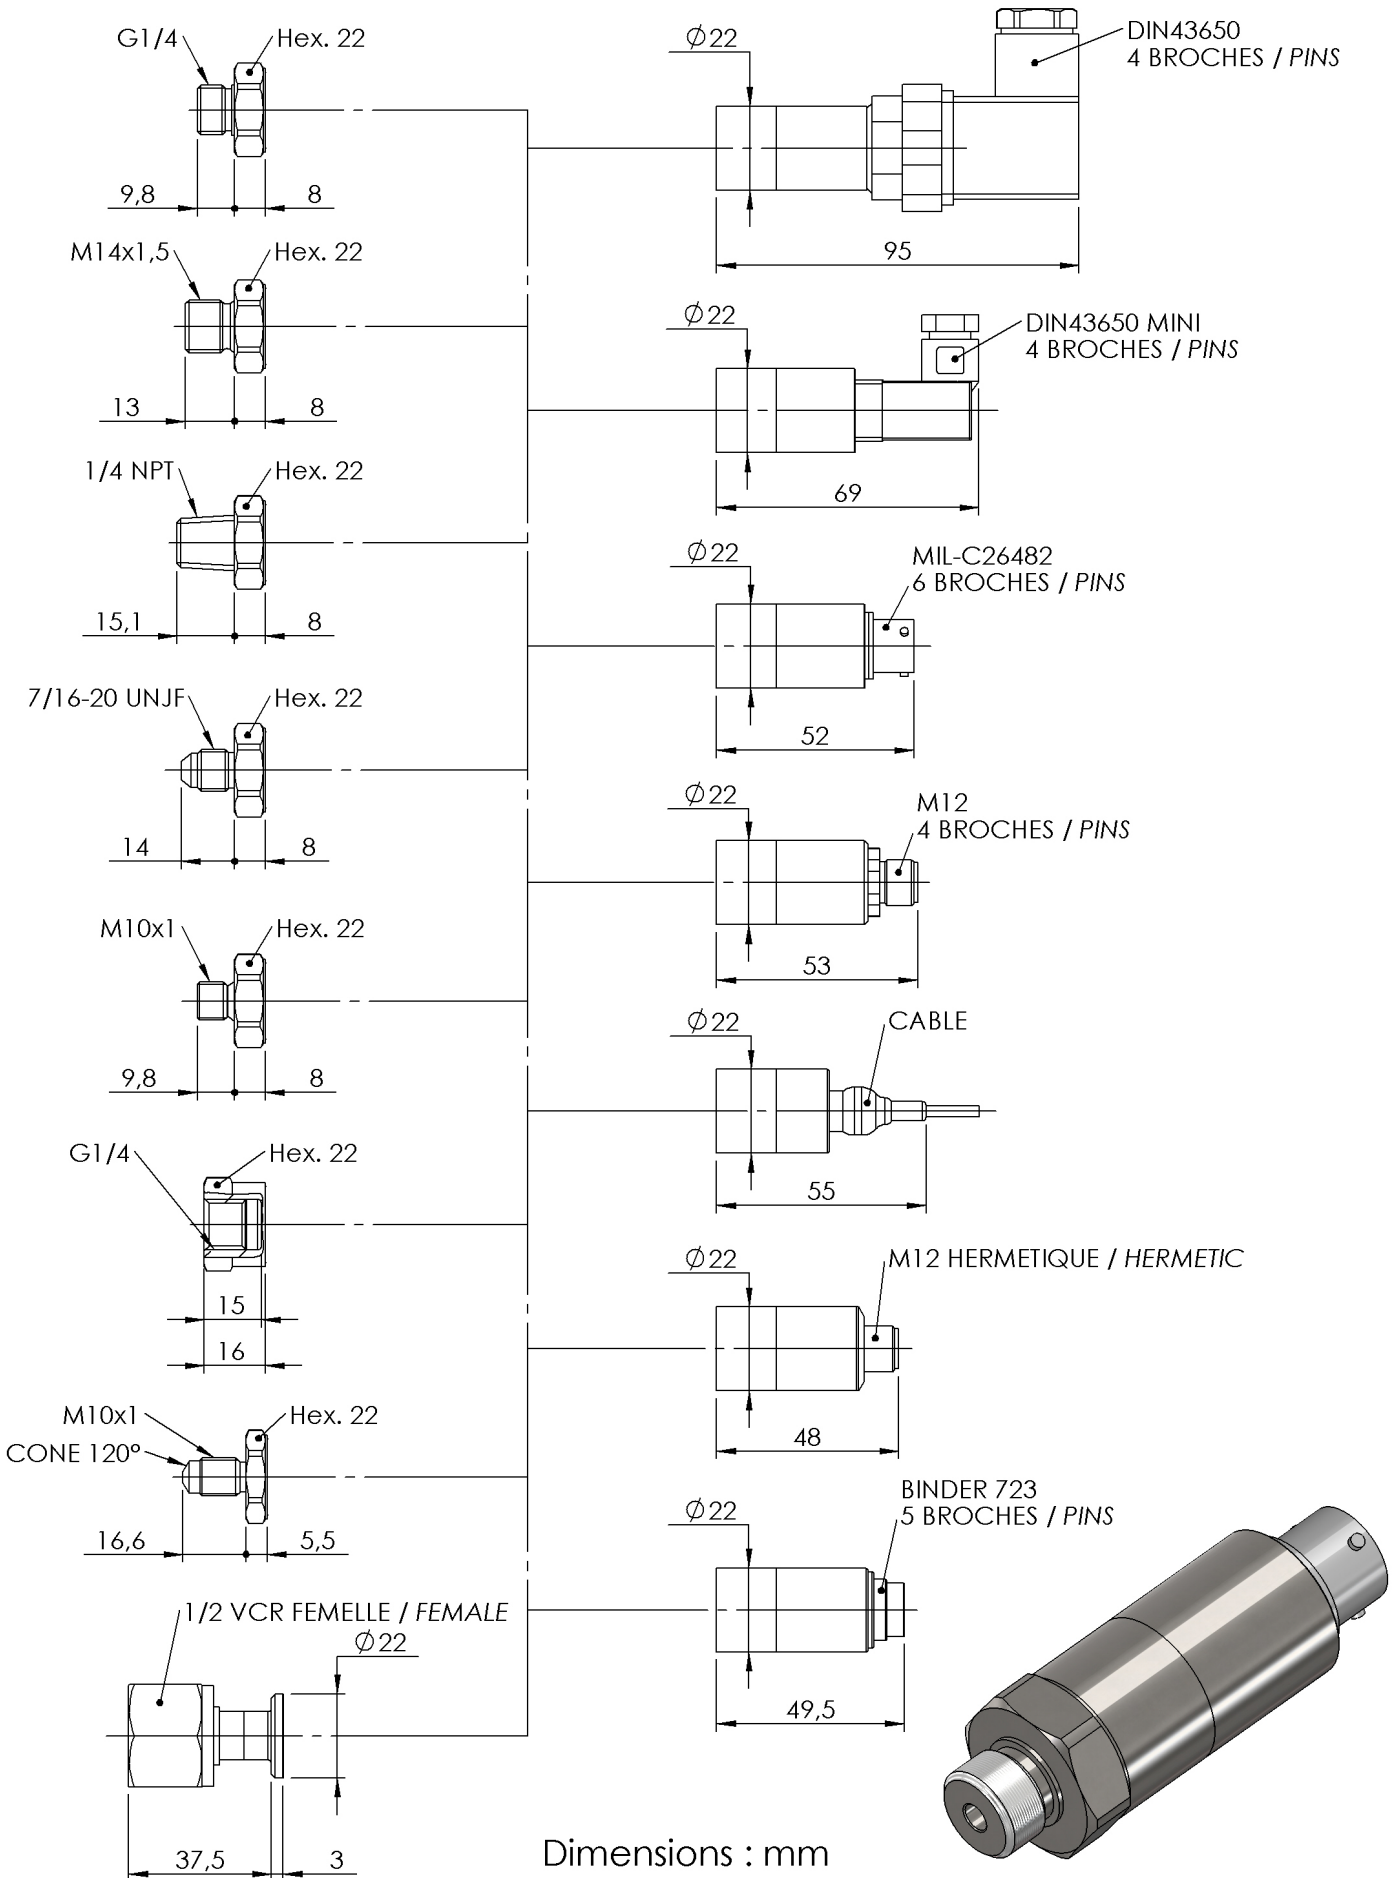 G1/4
Hex. 22
9,8
8
M14x1,5
Hex. 22
13
8
1/4 NPT
Hex. 22
15,1
8
7/16-20 UNJF
Hex. 22
14
8
M10x1
Hex. 22
9,8
8
G1/4
Hex. 22
15
16
M10x1
Hex. 22
CONE 120°
16,6
5,5
1/2 VCR FEMELLE / FEMALE
Ø22
37,5
3
Ø22
DIN43650
4 BROCHES / PINS
95
Ø22
DIN43650 MINI
4 BROCHES / PINS
69
Ø22
MIL-C26482
6 BROCHES / PINS
52
Ø22
M12
4 BROCHES / PINS
53
Ø22
CABLE
55
Ø22
M12 HERMETIQUE / HERMETIC
48
Ø22
BINDER 723
5 BROCHES / PINS
49,5
Dimensions : mm